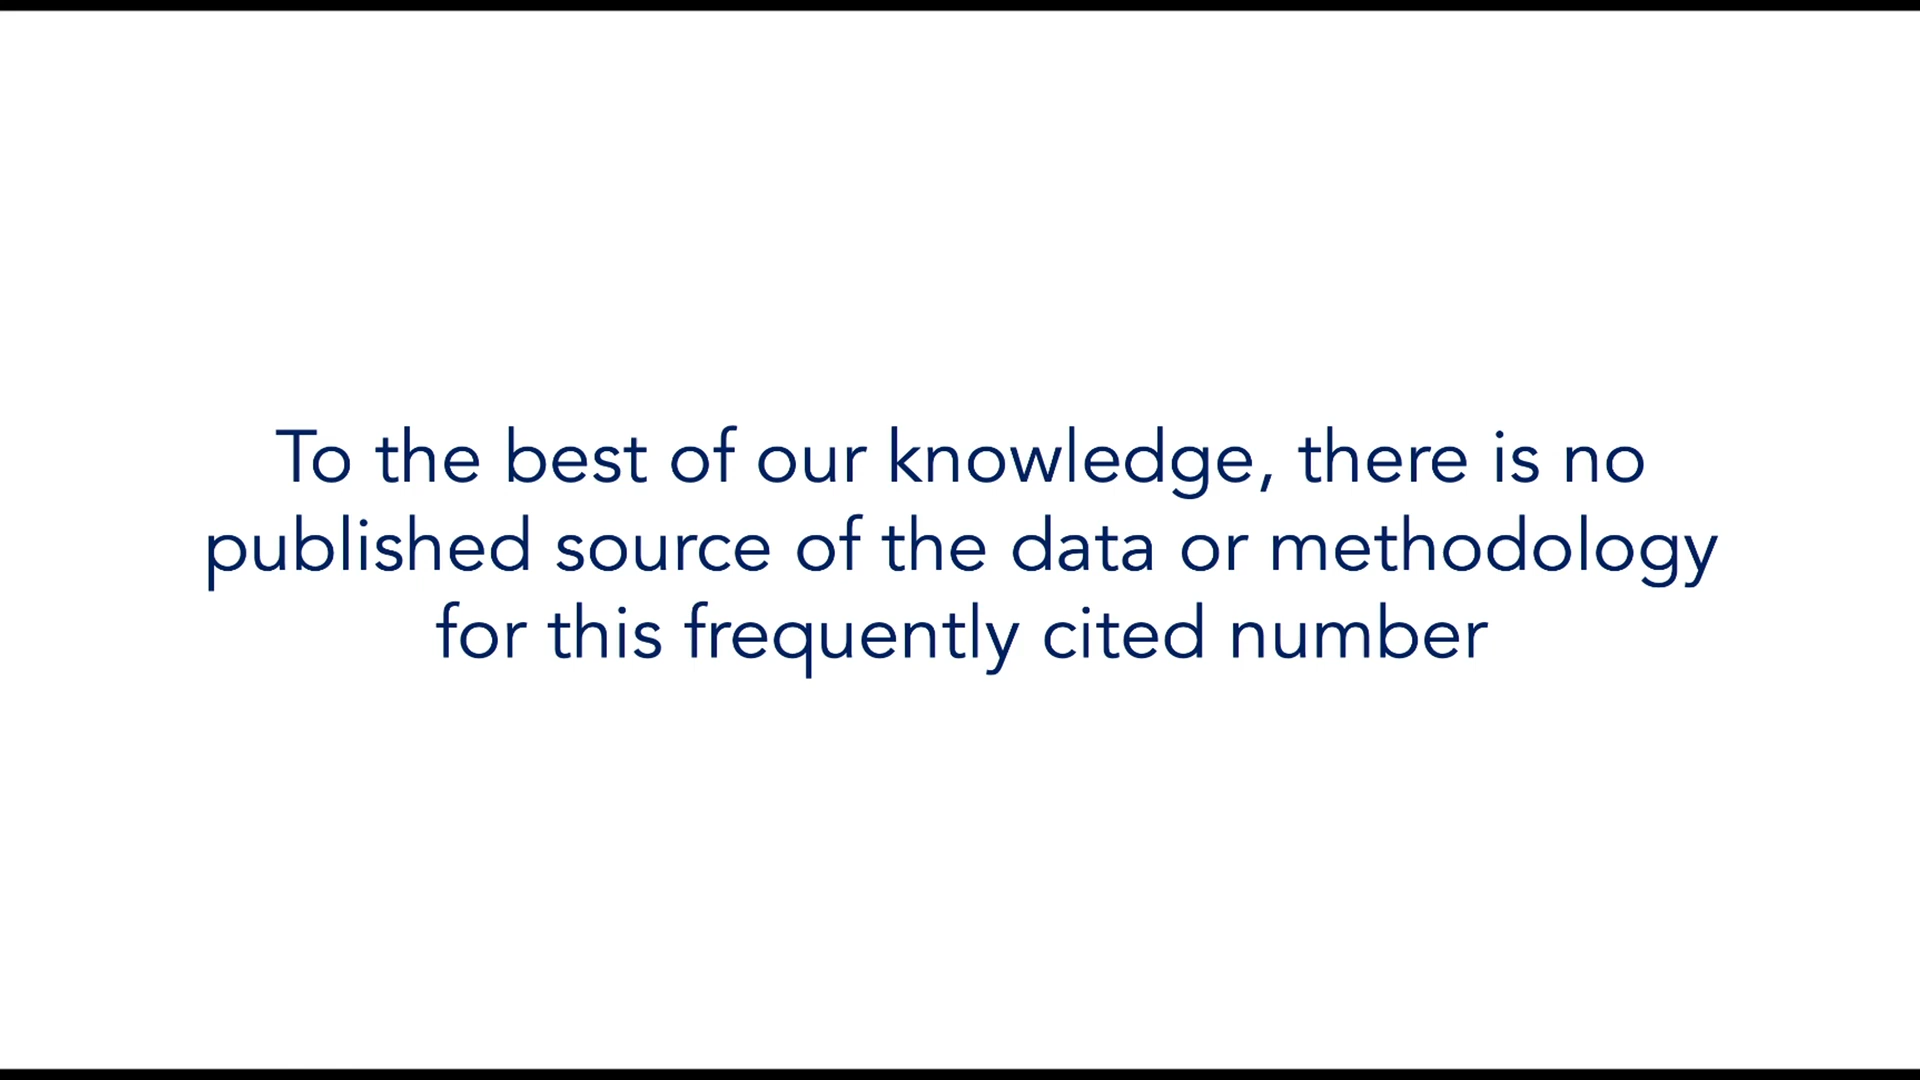 To the best of our knowledge, there is no
published source of the data or methodology
for this frequently cited number